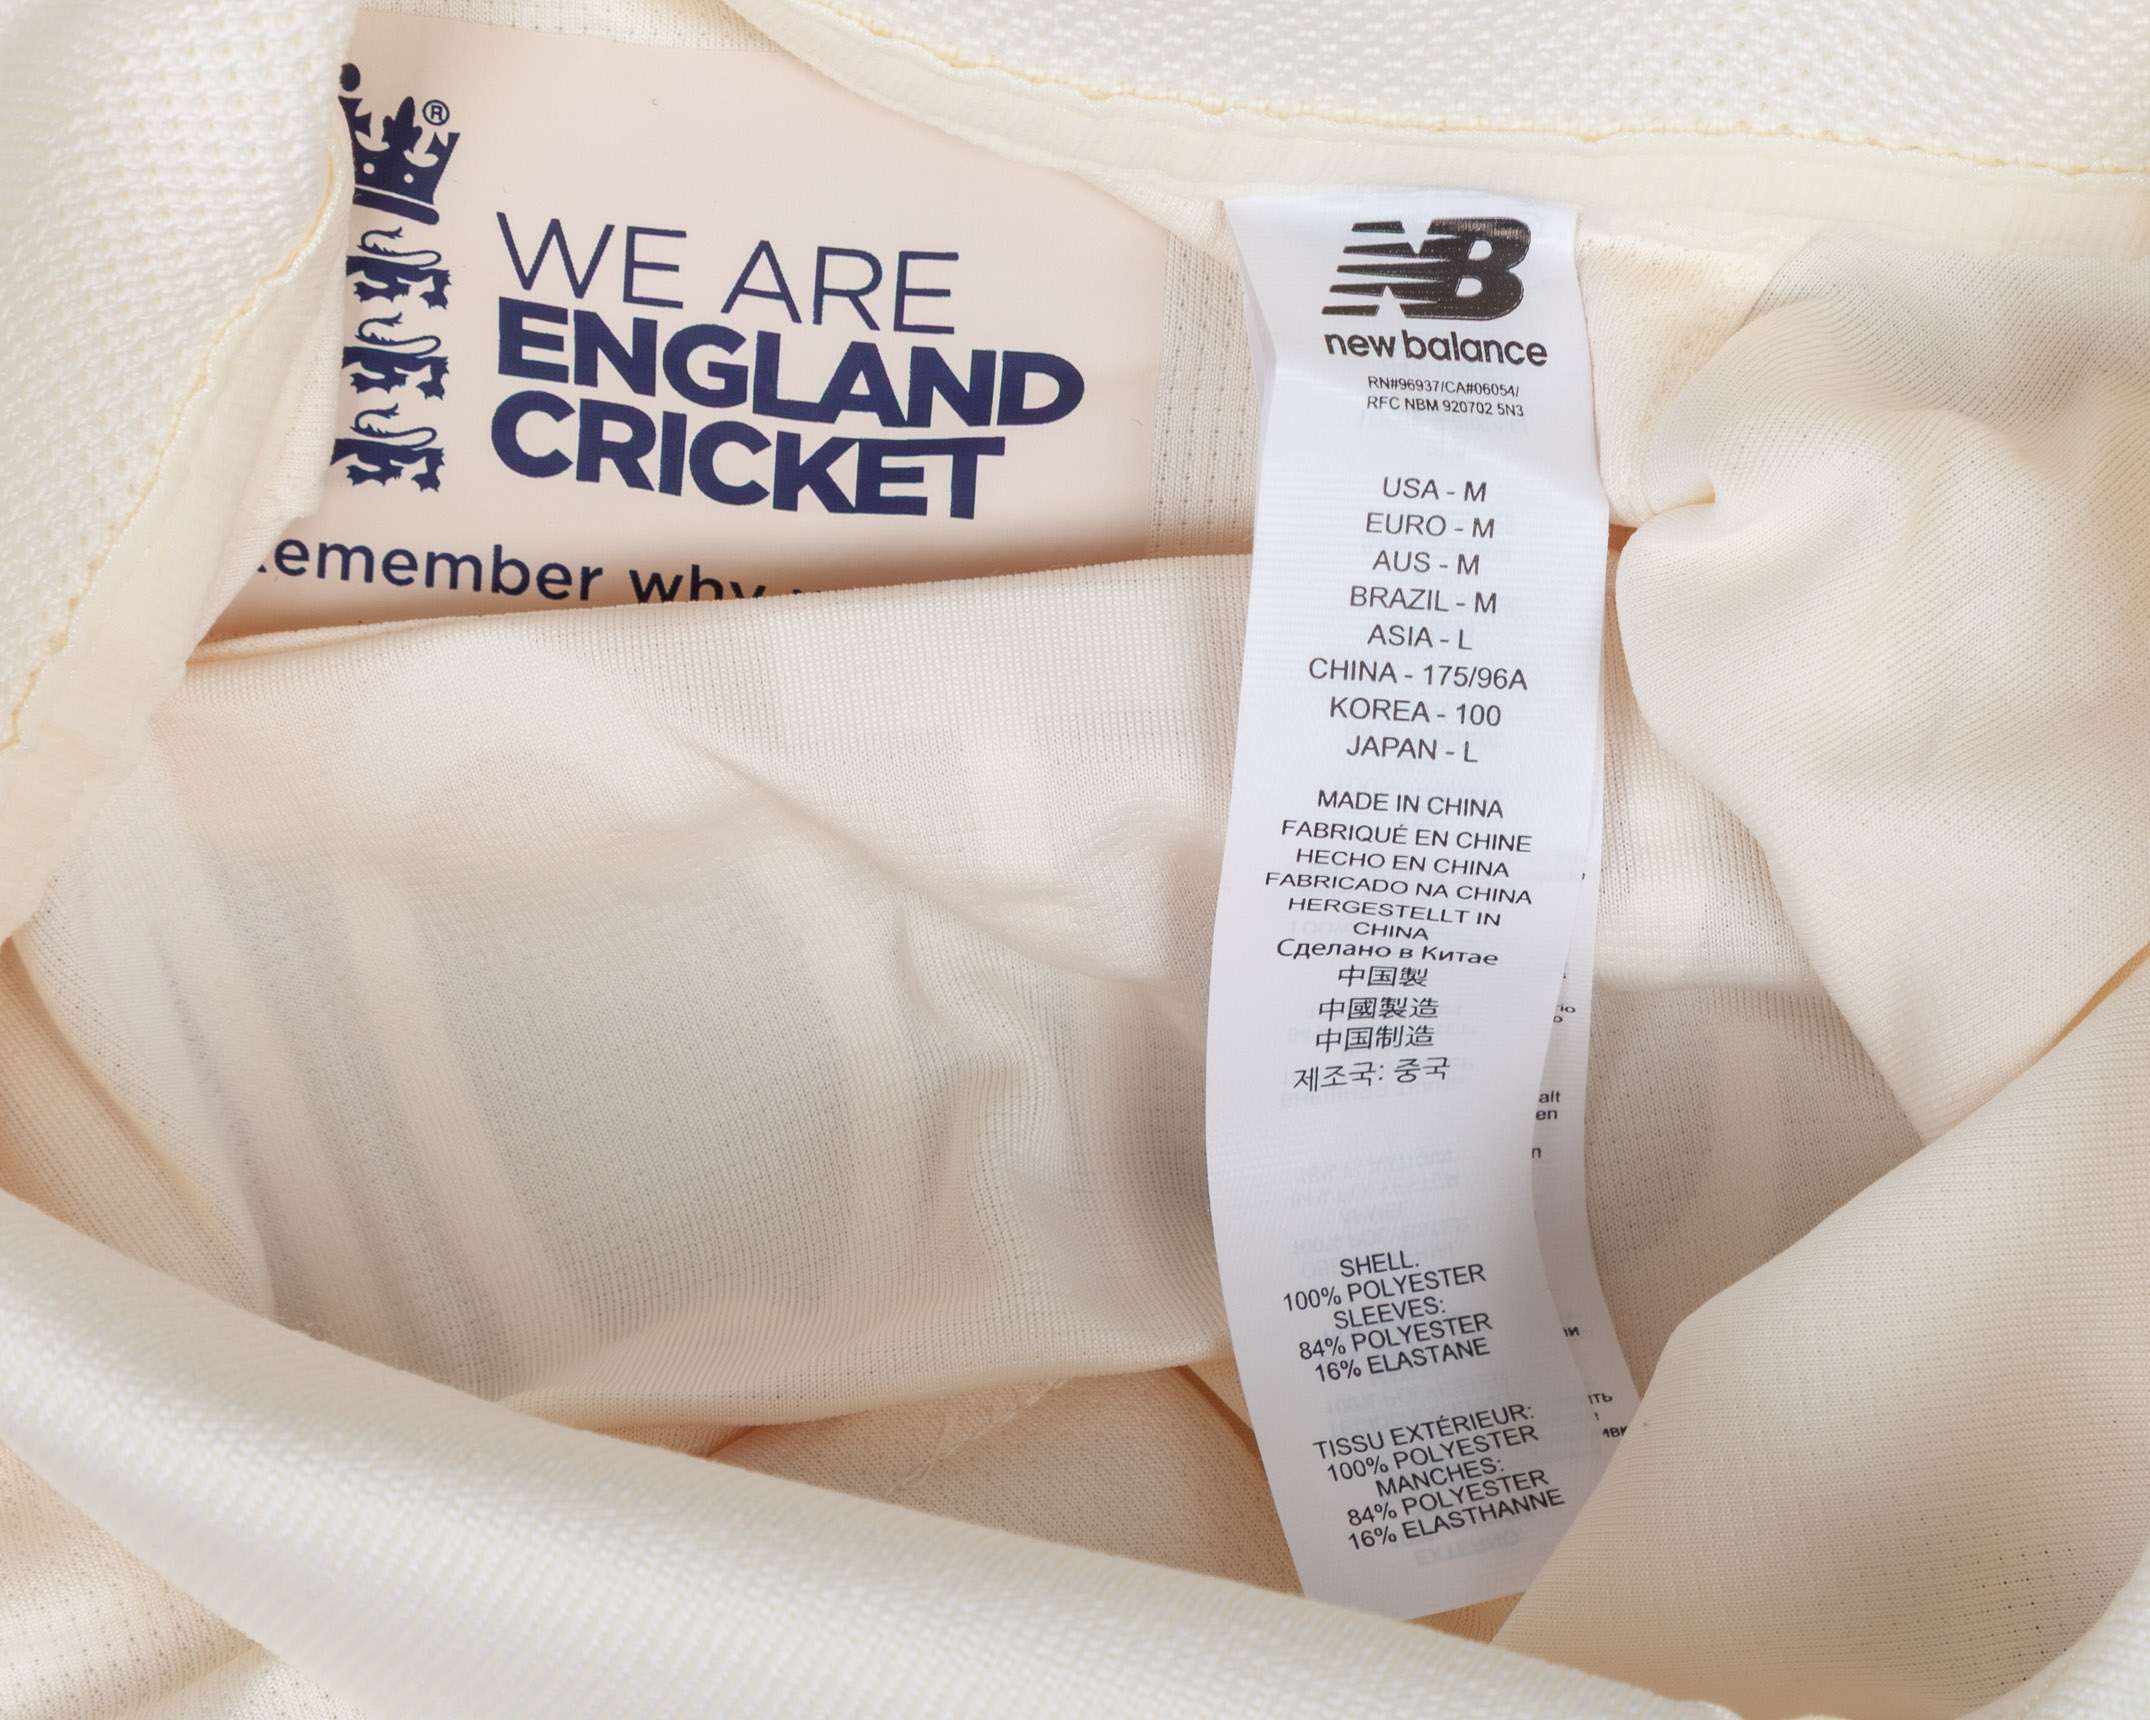 ®
WE ARE
ENGLAND
CRICKET
emember why
NB
new balance
RN#96937/CA#06054/
RFC NBM 920702 5N3
USA - M
EURO - M
AUS - M
BRAZIL - M
ASIA - L
CHINA - 175/96A
KOREA - 100
JAPAN - L
MADE IN CHINA
FABRIQUÉ EN CHINE
HECHO EN CHINA
FABRICADO NA CHINA
HERGESTELLT IN
CHINA
Сделано в Китае
中国製
中國製造
中国制造
제조국: 중국
SHELL.
100% POLYESTER
SLEEVES:
84% POLYESTER
16% ELASTANE
TISSU EXTÉRIEUR:
100% POLYESTER
MANCHES:
84% POLYESTER
16% ELASTHANNE